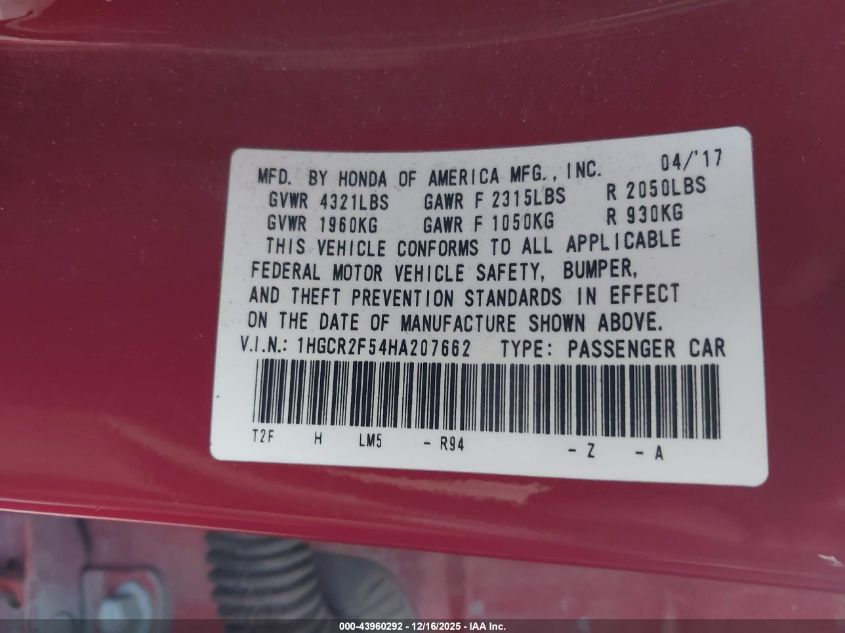 MFD. BY HONDA OF AMERICA MFG., INC. 04/'17
GVWR 4321LBS GAWR F 2315LBS R 2050LBS
GVWR 1960KG GAWR F 1050KG R 930KG
THIS VEHICLE CONFORMS TO ALL APPLICABLE
FEDERAL MOTOR VEHICLE SAFETY, BUMPER,
AND THEFT PREVENTION STANDARDS IN EFFECT
ON THE DATE OF MANUFACTURE SHOWN ABOVE.
V.I.N.: 1HGCR2F54HA207662 TYPE: PASSENGER CAR
T2F H LM5 - R94 - Z - A
000-43960292 - 12/16/2025 - IAA Inc.